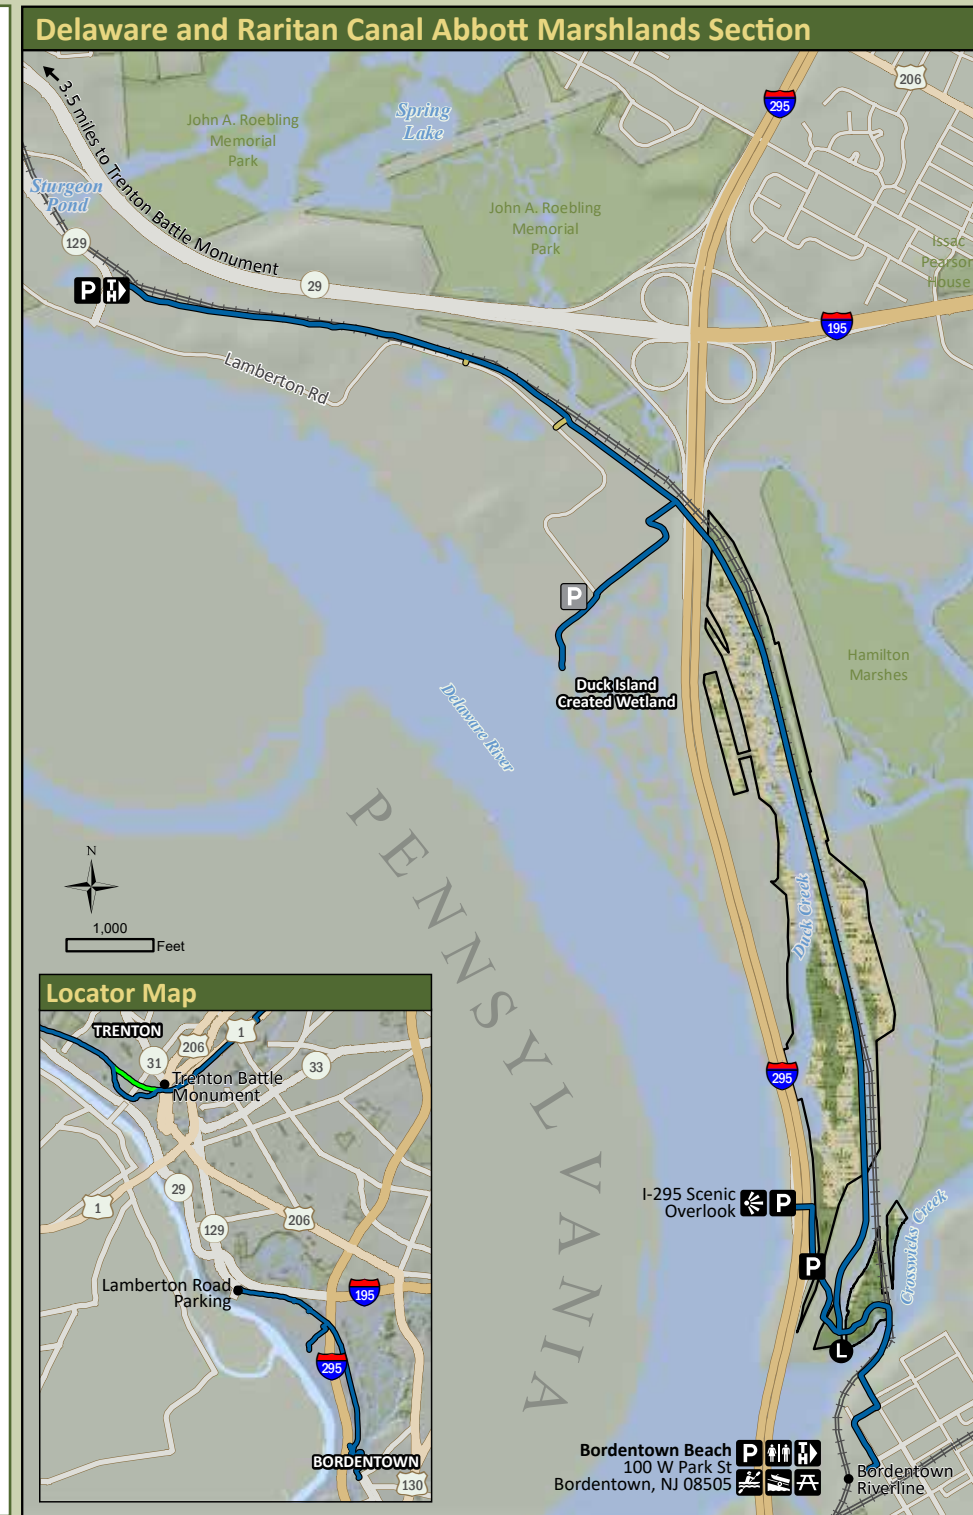 Delaware and Raritan Canal Abbott Marshlands Section
3.5 miles to Trenton Battle Monument
John A. Roebling
Memorial
Park
Spring
Lake
295
206
Sturgeon
Pond
John A. Roebling
Memorial
Park
Issac
Pearson
House
129
P
TH
29
195
Lamberton Rd
P
Duck Island
Created Wetland
Hamilton
Marshes
Delaware River
PENNSYLVANIA
N
1,000
Feet
Duck Creek
295
I-295 Scenic
Overlook
P
P
Crosswicks Creek
L
Bordentown Beach
100 W Park St
Bordentown, NJ 08505
P
TH
Bordentown
Riverline
Locator Map
TRENTON
1
206
31
33
Trenton Battle
Monument
29
1
129
206
Lamberton Road
Parking
195
295
BORDENTOWN
130